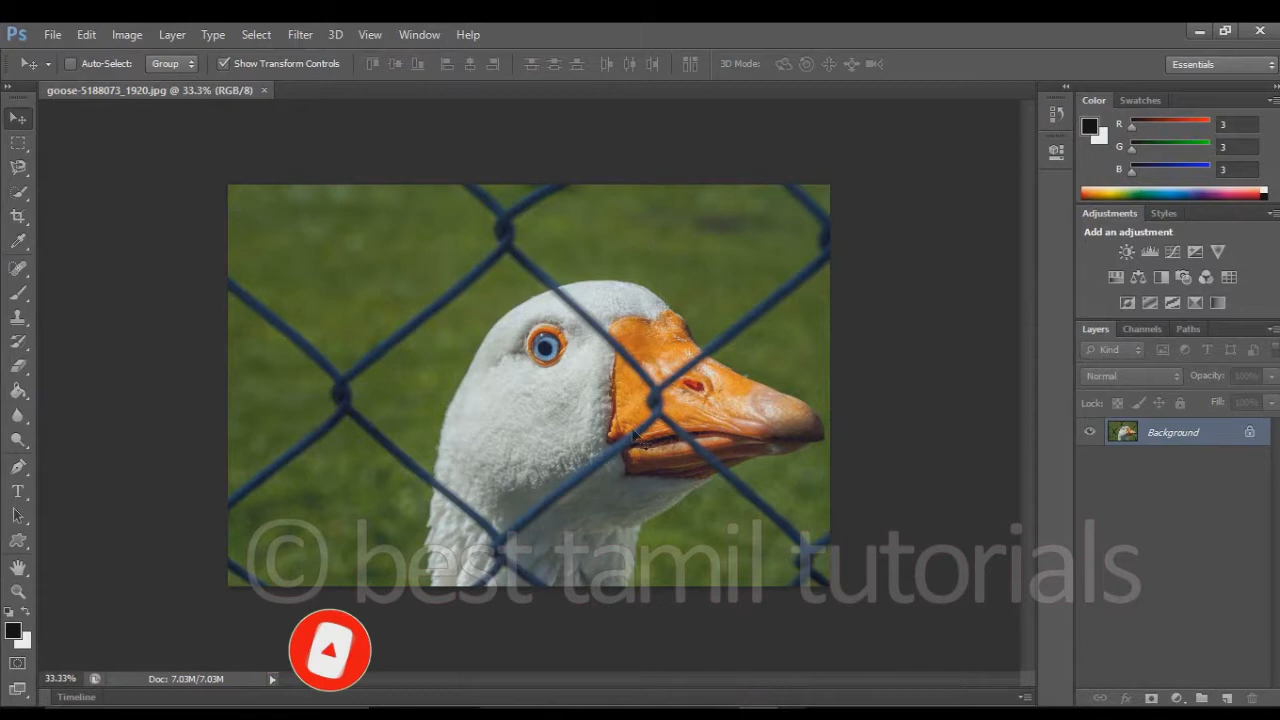 Ps File Edit Image Layer Type Select Filter 3D View Window Help
Auto-Select: Group Show Transform Controls 3D Mode: Essentials
goose-5188073_1920.jpg @ 33.3% (RGB/8) ×
Color Swatches
R 3
G 3
B 3
Adjustments Styles
Add an adjustment
Layers Channels Paths
Kind
Normal Opacity: 100%
Lock: Fill: 100%
Background
© best tamil tutorials
33.33% Doc: 7.03M/7.03M
Timeline